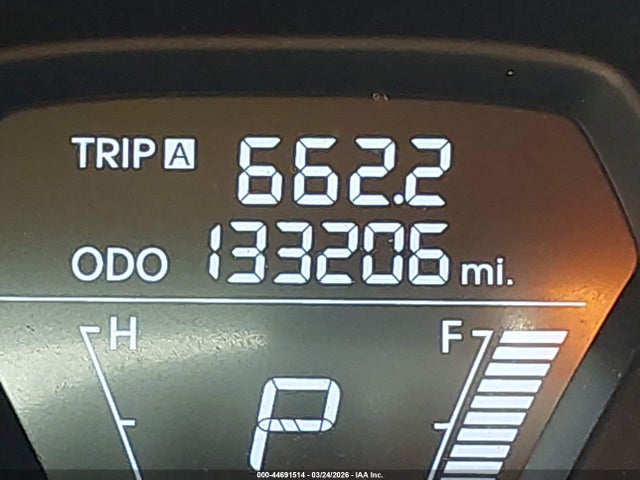 TRIP A 662.2
ODO 133206 mi.
H F
P
000-44691514 - 03/24/2026 - IAA Inc.